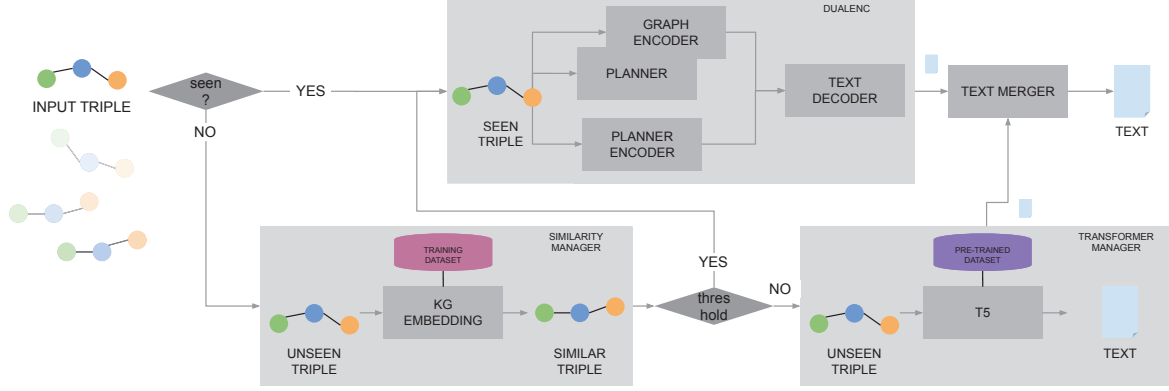 DUALENC
GRAPH
ENCODER
PLANNER
PLANNER
ENCODER
SEEN
TRIPLE
TEXT
DECODER
TEXT MERGER
TEXT
INPUT TRIPLE
seen
?
YES
NO
SIMILARITY
MANAGER
TRAINING
DATASET
KG
EMBEDDING
UNSEEN
TRIPLE
SIMILAR
TRIPLE
YES
thres
hold
NO
TRANSFORMER
MANAGER
PRE-TRAINED
DATASET
T5
UNSEEN
TRIPLE
TEXT